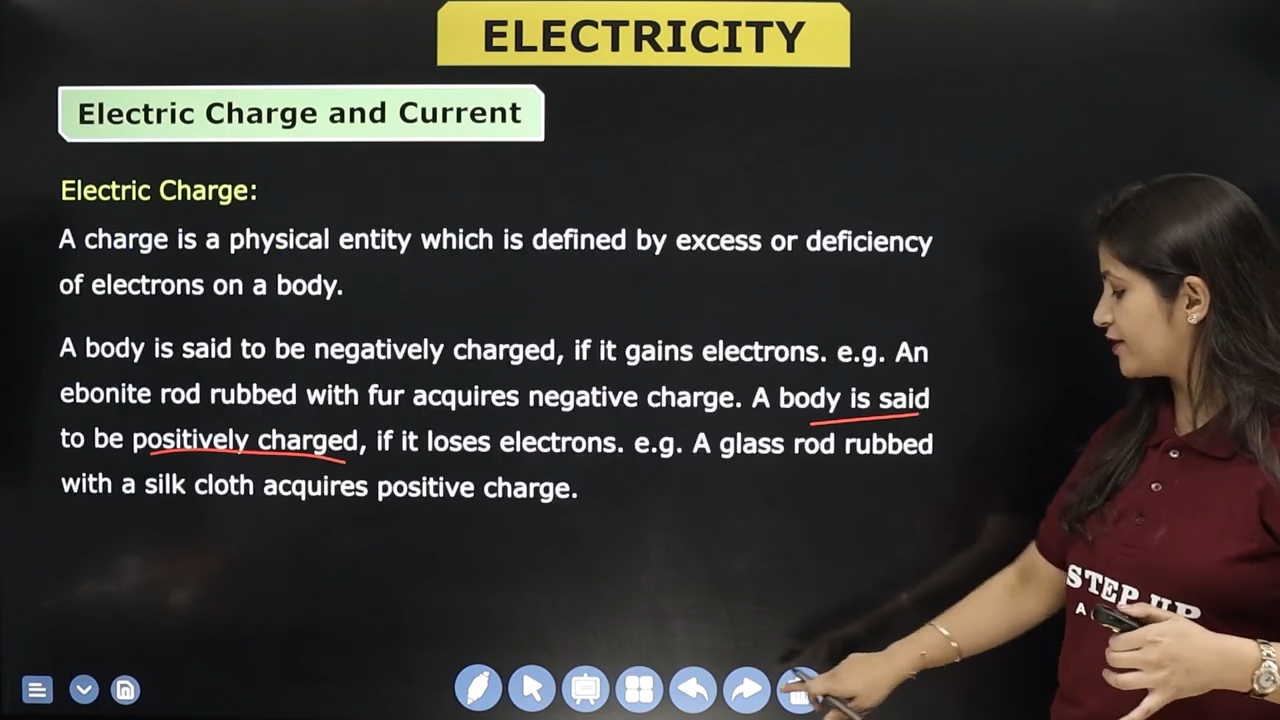 ELECTRICITY
Electric Charge and Current
Electric Charge:
A charge is a physical entity which is defined by excess or deficiency
of electrons on a body.
A body is said to be negatively charged, if it gains electrons. e.g. An
ebonite rod rubbed with fur acquires negative charge. A body is said
to be positively charged, if it loses electrons. e.g. A glass rod rubbed
with a silk cloth acquires positive charge.
STEP UP